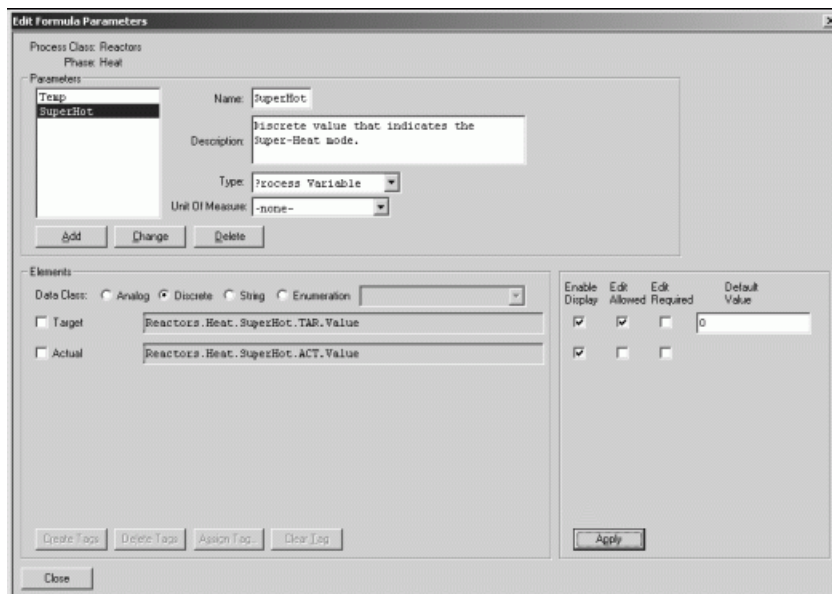 Edit Formula Parameters
Process Class: Reactors
Phase: Heat
Parameters
Temp
SuperHot
Name: SuperHot
Description: Discrete value that indicates the
Super-Heat mode.
Type: Process Variable
Unit Of Measure: -none-
Add Change Delete
Elements
Data Class: Analog Discrete String Enumeration
Target Reactors.Heat.SuperHot.TAR.Value
Actual Reactors.Heat.SuperHot.ACT.Value
Enable Display Edit Allowed Edit Required Default Value
0
Create Tags Delete Tags Assign Tag... Clear Tag
Apply
Close